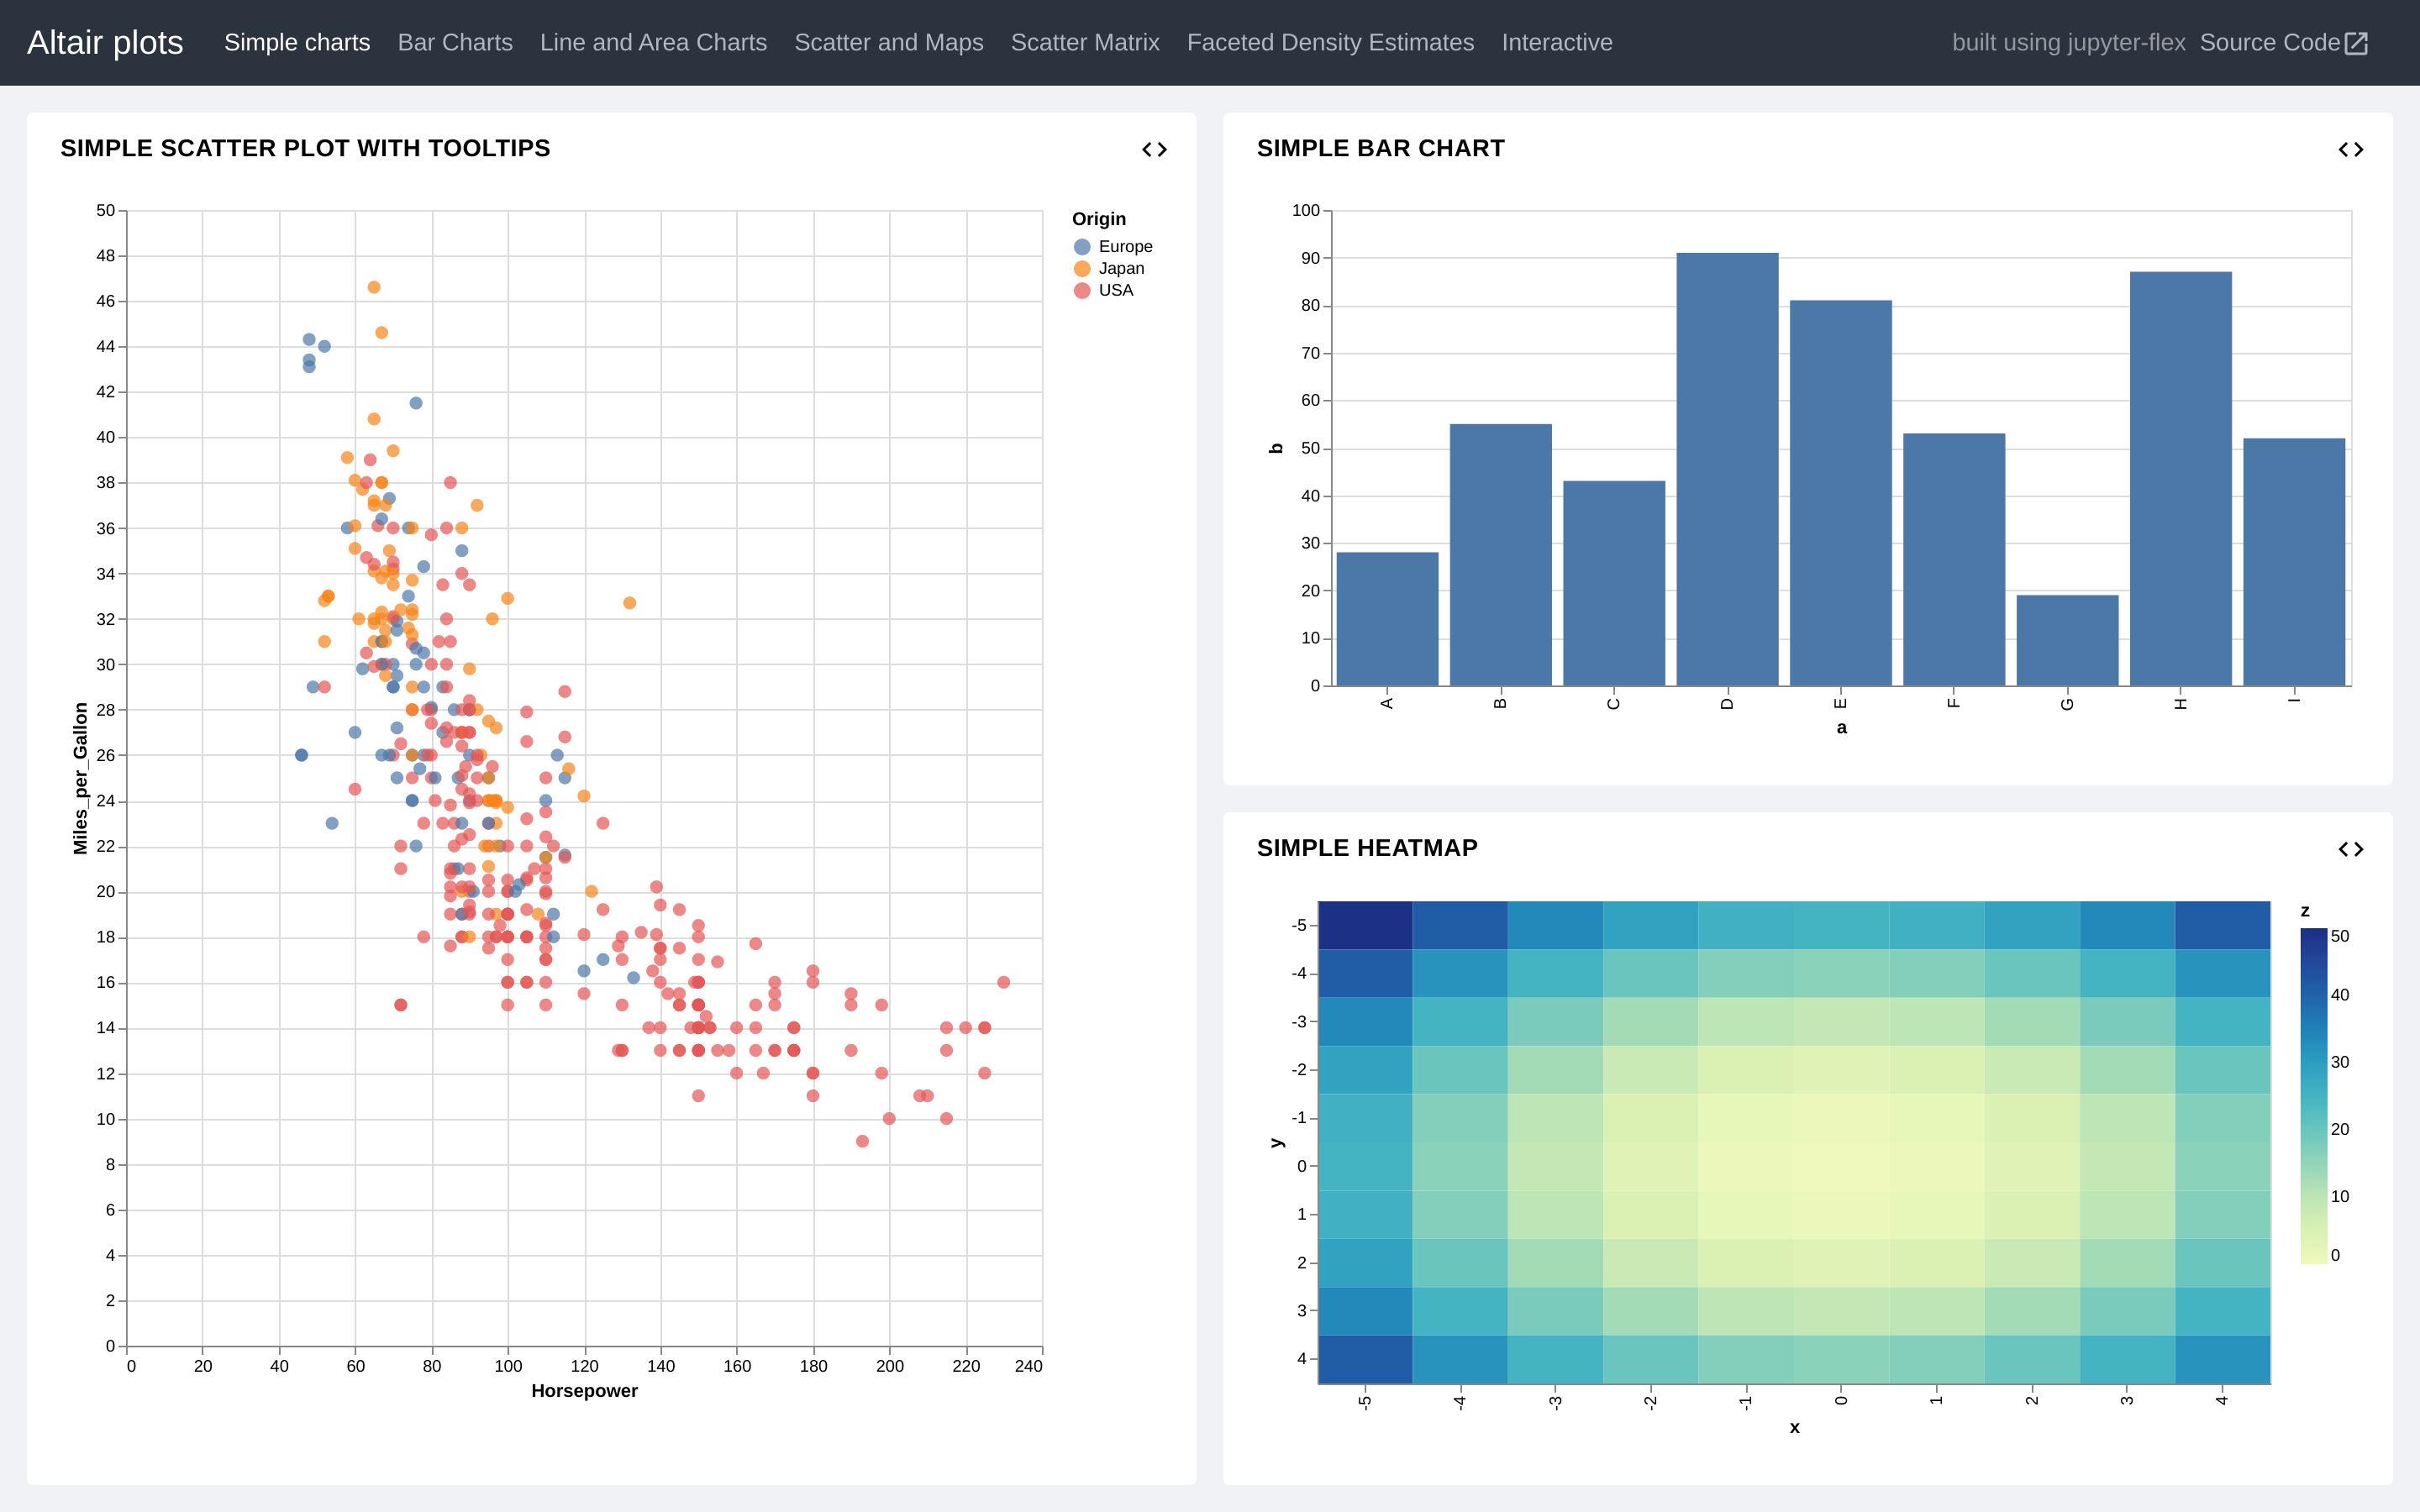 Altair plots Simple charts Bar Charts Line and Area Charts Scatter and Maps Scatter Matrix Faceted Density Estimates Interactive built using jupyter-flex Source Code
SIMPLE SCATTER PLOT WITH TOOLTIPS
50
48
46
44
42
40
38
36
34
32
30
28
26
24
22
20
18
16
14
12
10
8
6
4
2
0
Miles_per_Gallon
0 20 40 60 80 100 120 140 160 180 200 220 240
Horsepower
Origin
Europe
Japan
USA
SIMPLE BAR CHART
100
90
80
70
60
50
40
30
20
10
0
b
A B C D E F G H I
a
SIMPLE HEATMAP
-5
-4
-3
-2
-1
0
1
2
3
4
y
-5 -4 -3 -2 -1 0 1 2 3 4
x
z
50
40
30
20
10
0